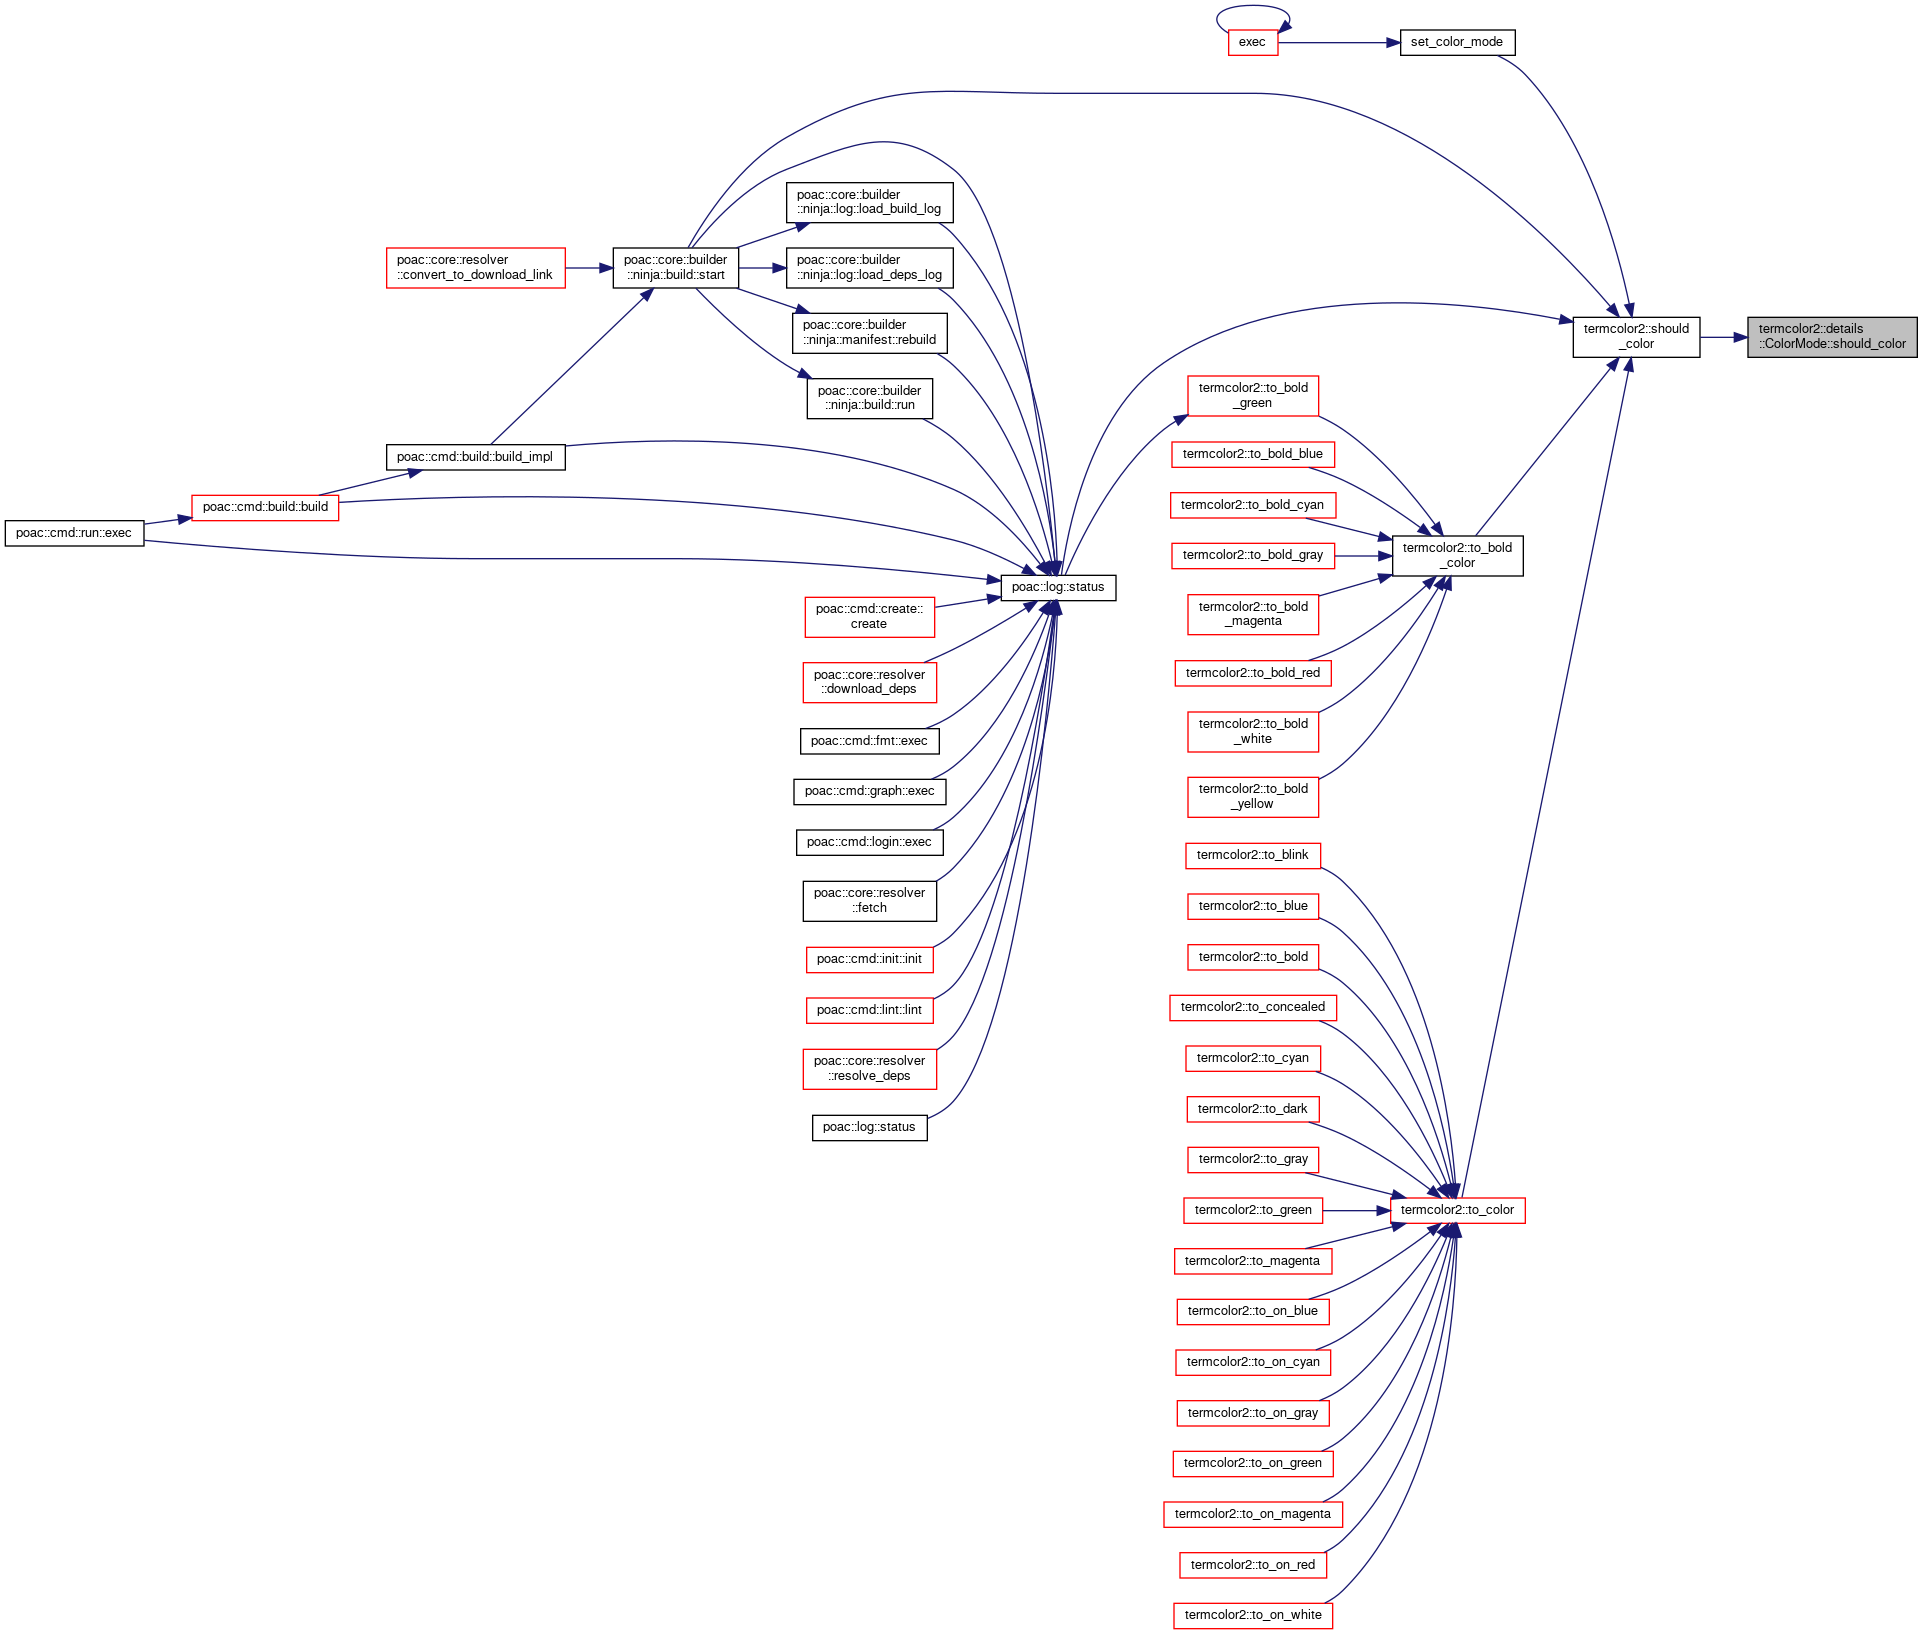 exec
set_color_mode
poac::core::builder
::ninja::log::load_build_log
poac::core::resolver
::convert_to_download_link
poac::core::builder
::ninja::build::start
poac::core::builder
::ninja::log::load_deps_log
poac::core::builder
::ninja::manifest::rebuild
termcolor2::should
_color
termcolor2::details
::ColorMode::should_color
poac::core::builder
::ninja::build::run
termcolor2::to_bold
_green
poac::cmd::build::build_impl
termcolor2::to_bold_blue
poac::cmd::build::build
termcolor2::to_bold_cyan
poac::cmd::run::exec
termcolor2::to_bold_gray
termcolor2::to_bold
_color
poac::log::status
poac::cmd::create::
create
termcolor2::to_bold
_magenta
poac::core::resolver
::download_deps
termcolor2::to_bold_red
poac::cmd::fmt::exec
termcolor2::to_bold
_white
poac::cmd::graph::exec
termcolor2::to_bold
_yellow
poac::cmd::login::exec
termcolor2::to_blink
poac::core::resolver
::fetch
termcolor2::to_blue
poac::cmd::init::init
termcolor2::to_bold
poac::cmd::lint::lint
termcolor2::to_concealed
poac::core::resolver
::resolve_deps
termcolor2::to_cyan
poac::log::status
termcolor2::to_dark
termcolor2::to_gray
termcolor2::to_green
termcolor2::to_color
termcolor2::to_magenta
termcolor2::to_on_blue
termcolor2::to_on_cyan
termcolor2::to_on_gray
termcolor2::to_on_green
termcolor2::to_on_magenta
termcolor2::to_on_red
termcolor2::to_on_white